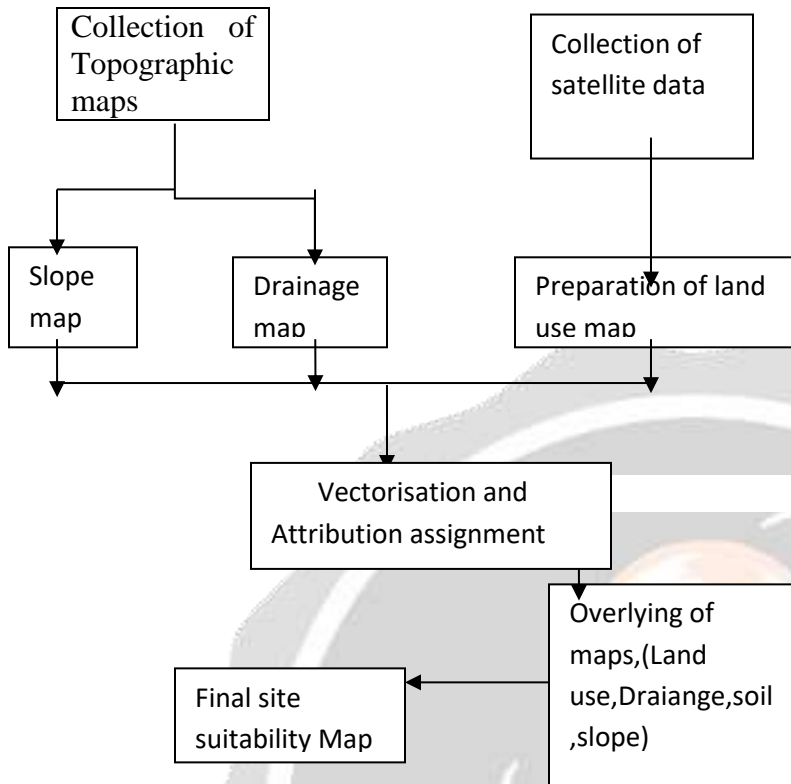 Collection of
Topographic
maps
Collection of
satellite data
Slope
map
Drainage
map
Preparation of land
use map
Vectorisation and
Attribution assignment
Overlying of
maps,(Land
use,Draiange,soil
,slope)
Final site
suitability Map